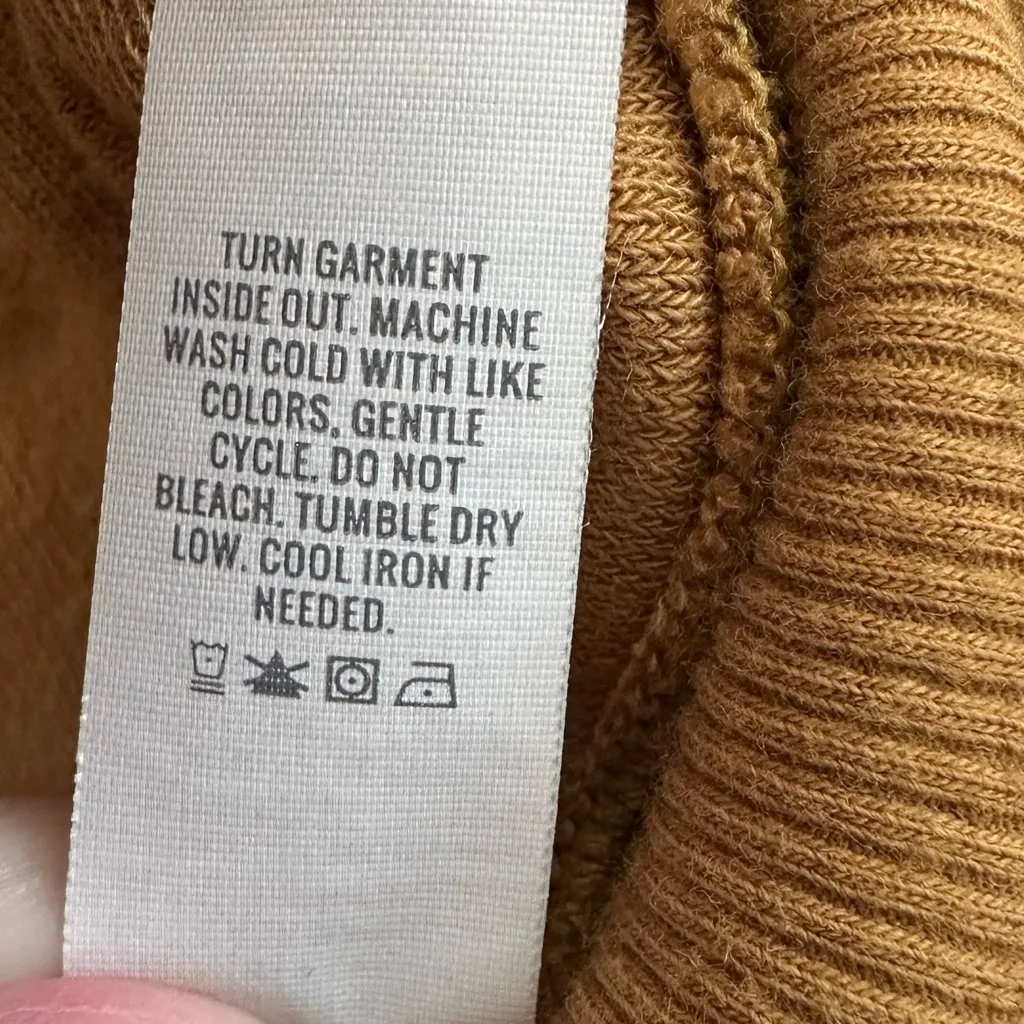 TURN GARMENT
INSIDE OUT. MACHINE
WASH COLD WITH LIKE
COLORS, GENTLE
CYCLE. DO NOT
BLEACH. TUMBLE DRY
LOW. COOL IRON IF
NEEDED.